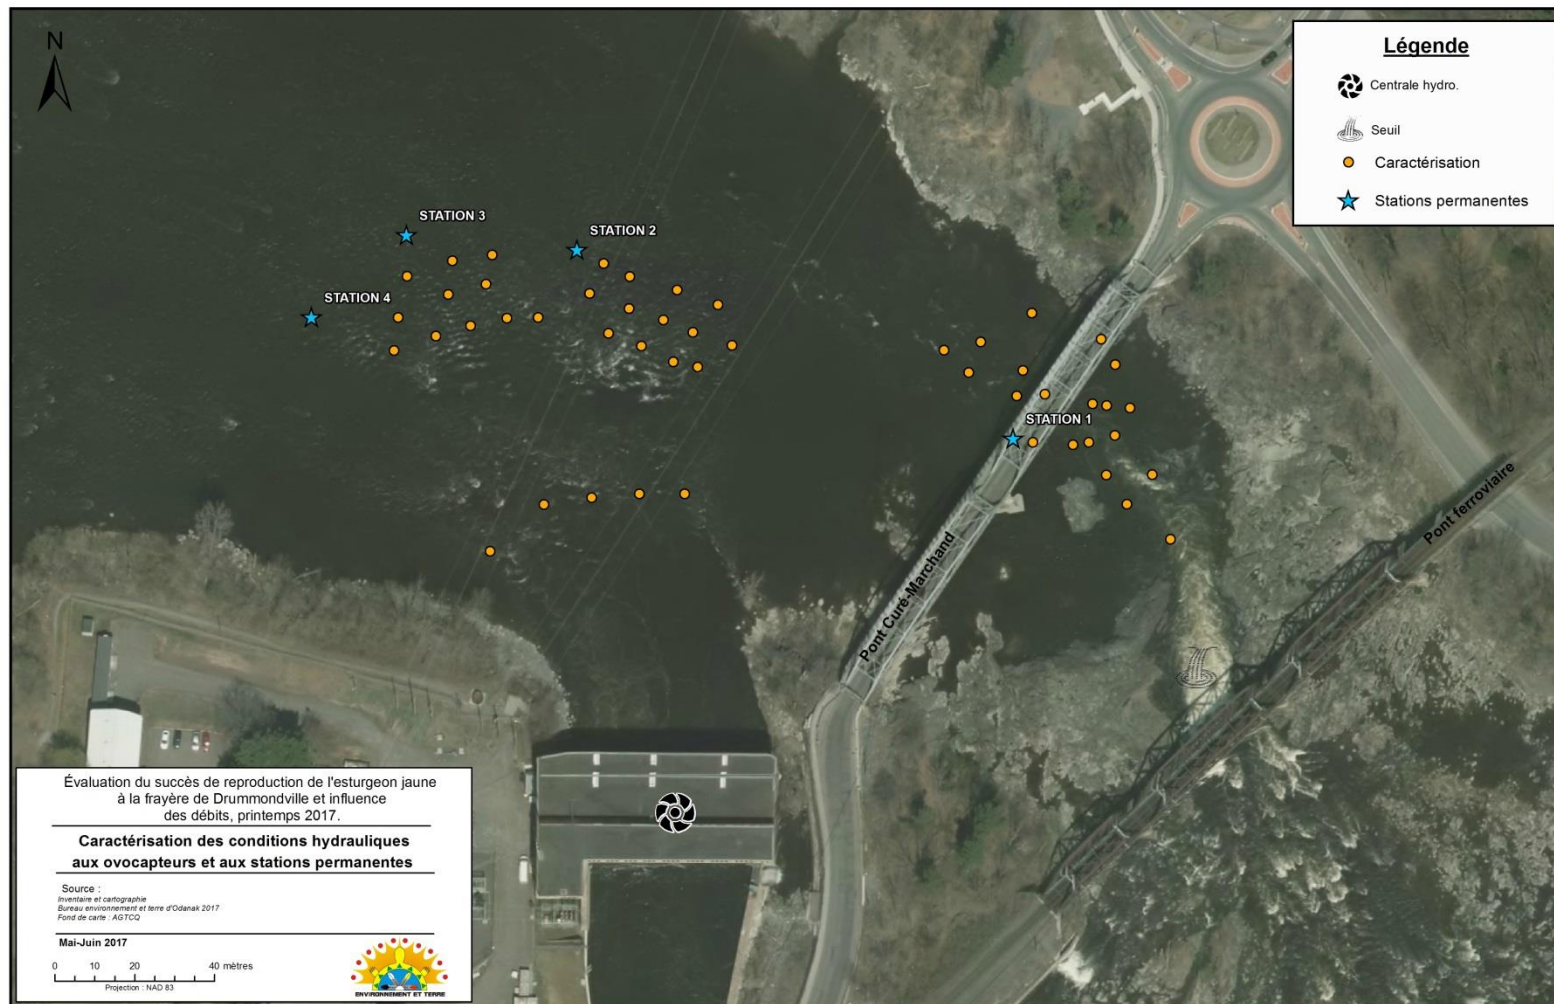 N
Légende
Centrale hydro.
Seuil
Caractérisation
Stations permanentes
STATION 3
STATION 2
STATION 4
STATION 1
Pont Curé-Marchand
Pont ferroviaire
Évaluation du succès de reproduction de l'esturgeon jaune
à la frayère de Drummondville et influence
des débits, printemps 2017.
Caractérisation des conditions hydrauliques
aux ovocapteurs et aux stations permanentes
Source :
Inventaire et cartographie
Bureau environnement et terre d'Odanak 2017
Fond de carte : AGTCQ
Mai-Juin 2017
0 10 20 40 mètres
Projection : NAD 83
ENVIRONNEMENT ET TERRE